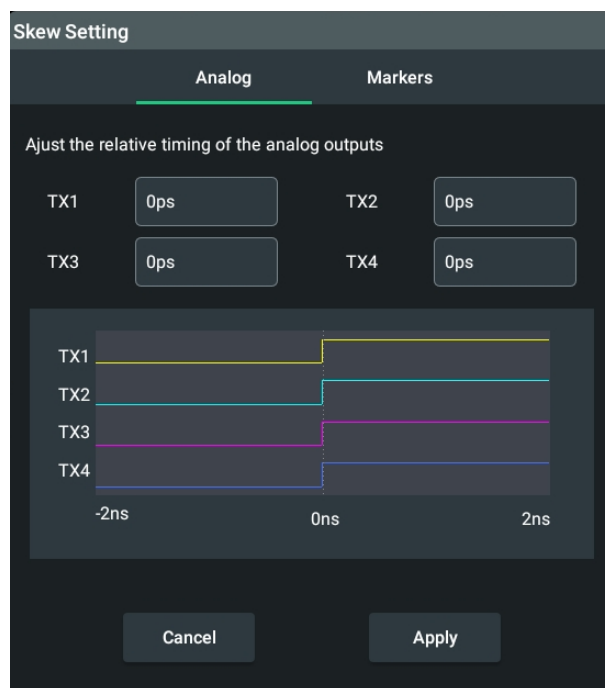 Skew Setting
Analog Markers
Ajust the relative timing of the analog outputs
TX1 0ps TX2 0ps
TX3 0ps TX4 0ps
TX1
TX2
TX3
TX4
-2ns 0ns 2ns
Cancel Apply